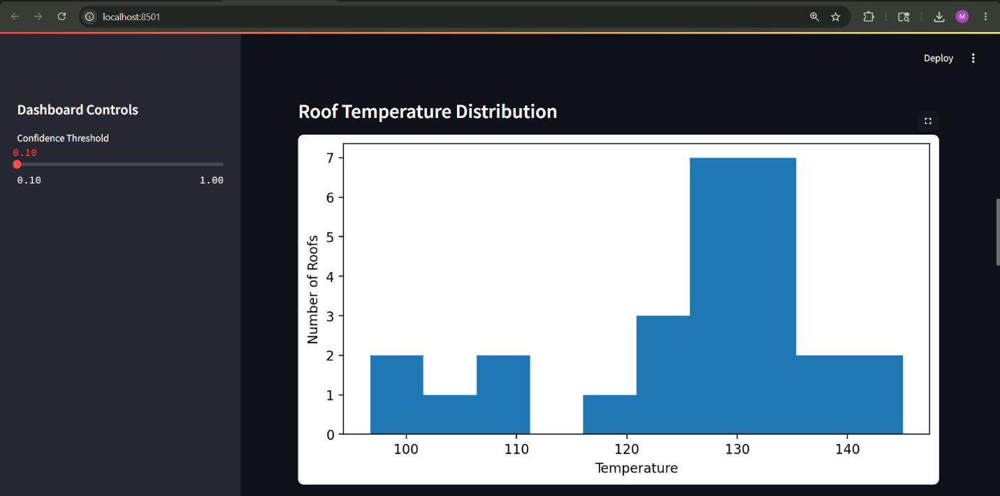 localhost:8501
M
Deploy
Dashboard Controls
Confidence Threshold
0.10
0.10 1.00
Roof Temperature Distribution
7
6
5
4
3
2
1
0
Number of Roofs
100 110 120 130 140
Temperature